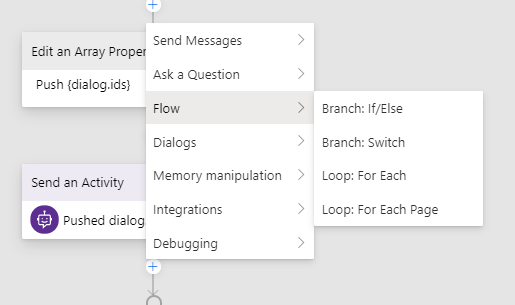 Edit an Array Proper
Push {dialog.ids}
Send an Activity
Pushed dialog
Send Messages
Ask a Question
Flow
Dialogs
Memory manipulation
Integrations
Debugging
Branch: If/Else
Branch: Switch
Loop: For Each
Loop: For Each Page